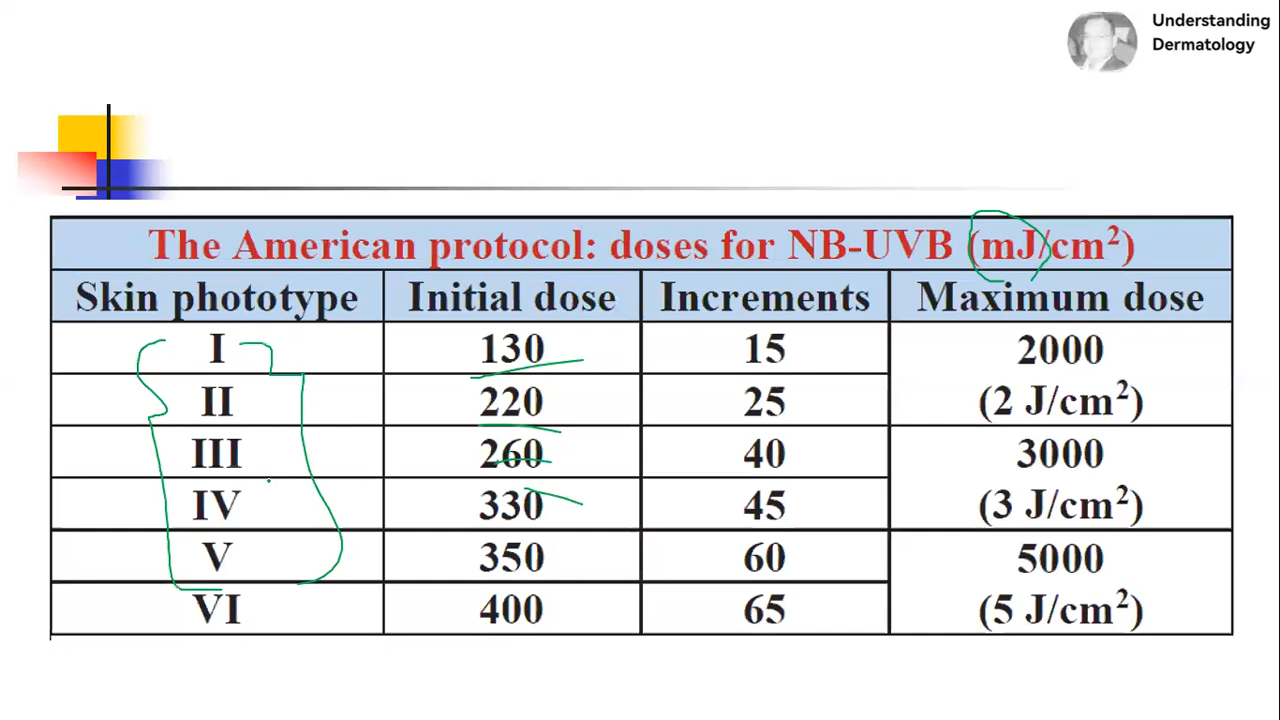 Understanding
Dermatology
The American protocol: doses for NB-UVB (mJ/cm²)
Skin phototype Initial dose Increments Maximum dose
I 130 15 2000
II 220 25 (2 J/cm²)
III 260 40 3000
IV 330 45 (3 J/cm²)
V 350 60 5000
VI 400 65 (5 J/cm²)